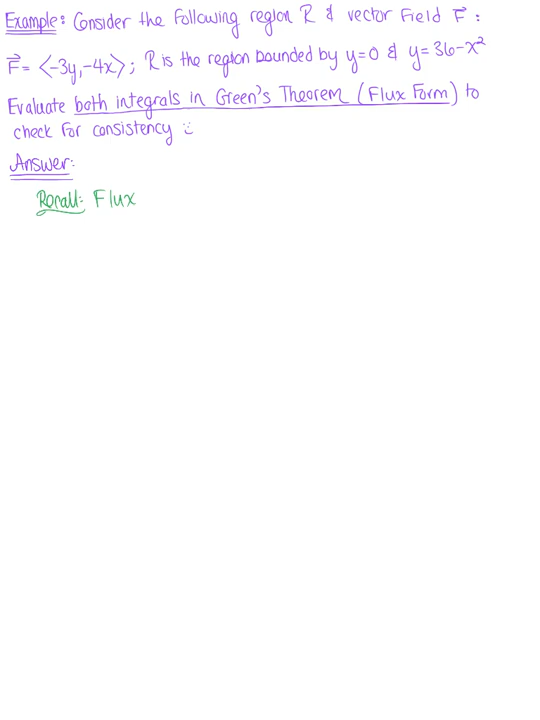 Example: Consider the following region R & vector field F⃗ :
F⃗ = ⟨-3y, -4x⟩ ; R is the region bounded by y=0 & y=36-x²
Evaluate both integrals in Green's Theorem (Flux Form) to
check for consistency :)
Answer:
Recall: Flux